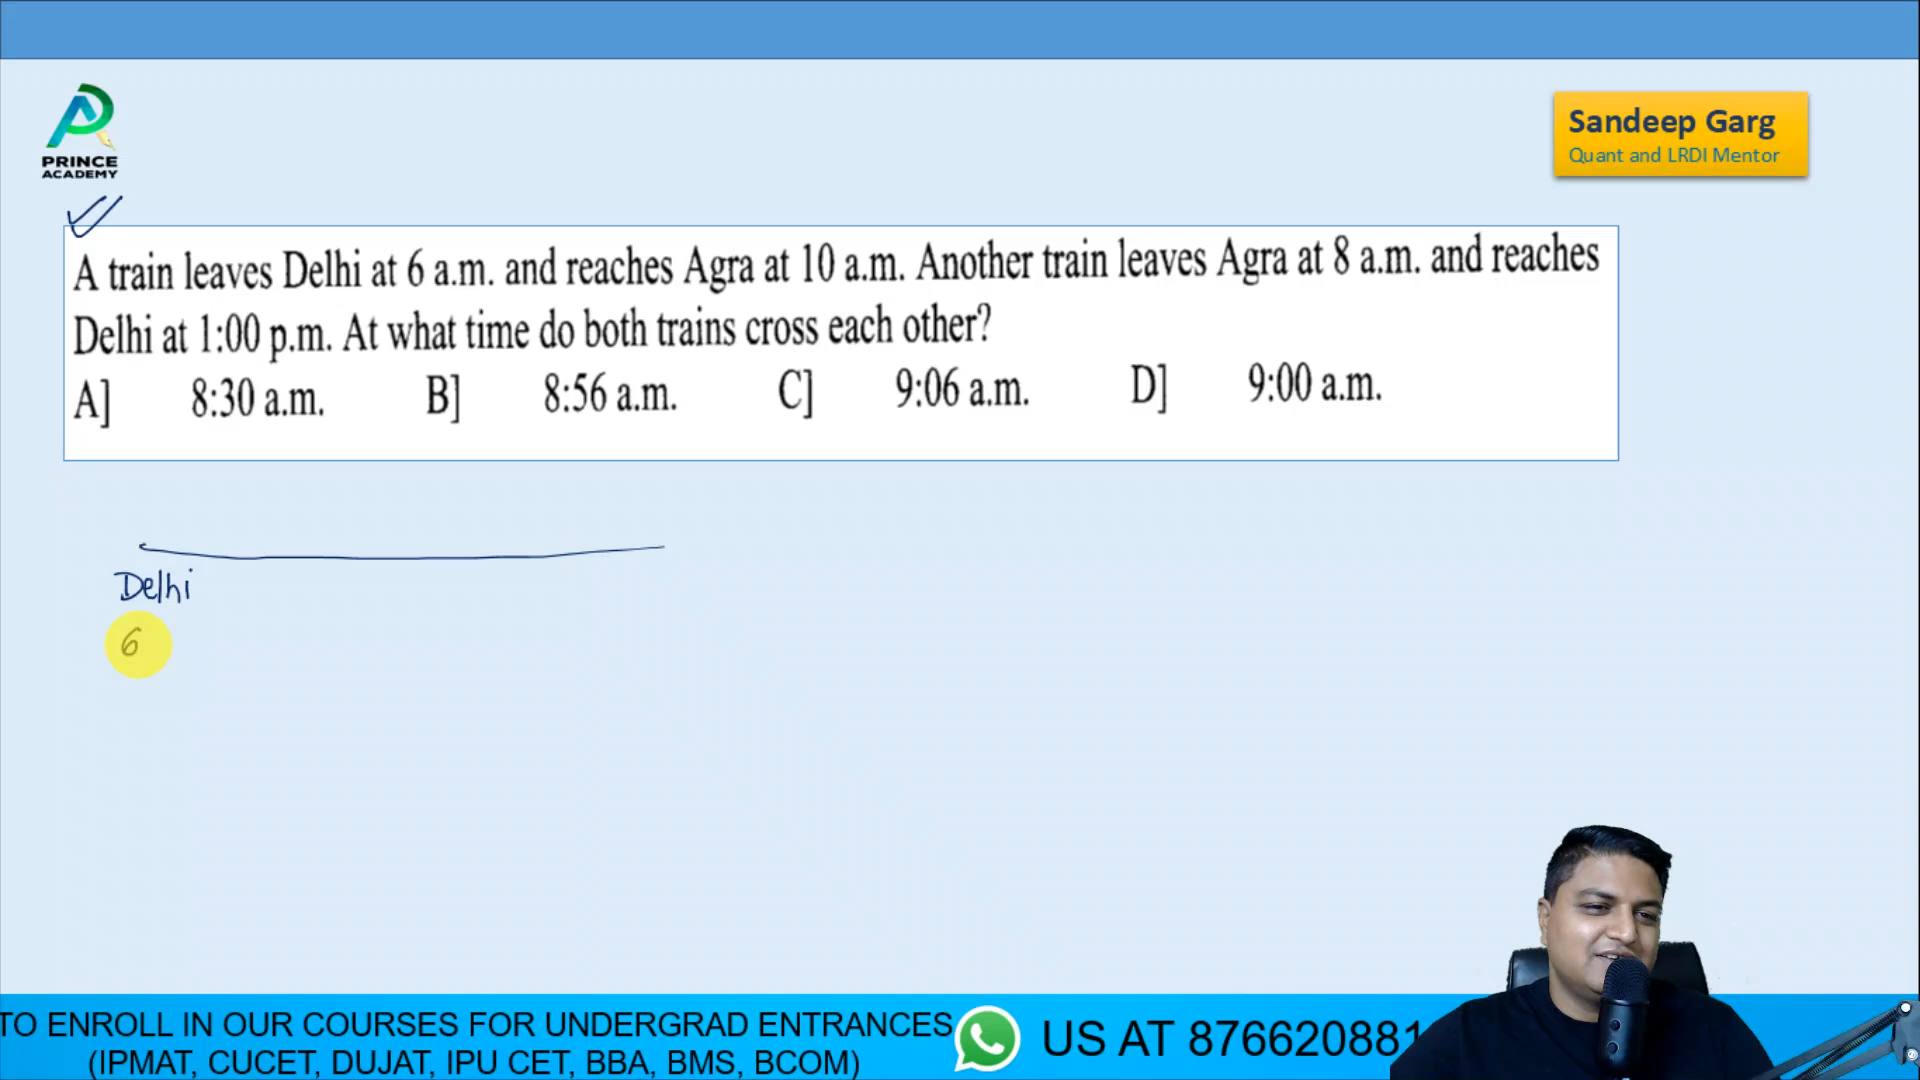 PRINCE
ACADEMY
Sandeep Garg
Quant and LRDI Mentor
A train leaves Delhi at 6 a.m. and reaches Agra at 10 a.m. Another train leaves Agra at 8 a.m. and reaches
Delhi at 1:00 p.m. At what time do both trains cross each other?
A] 8:30 a.m. B] 8:56 a.m. C] 9:06 a.m. D] 9:00 a.m.
Delhi
6
TO ENROLL IN OUR COURSES FOR UNDERGRAD ENTRANCES
(IPMAT, CUCET, DUJAT, IPU CET, BBA, BMS, BCOM)
US AT 876620881